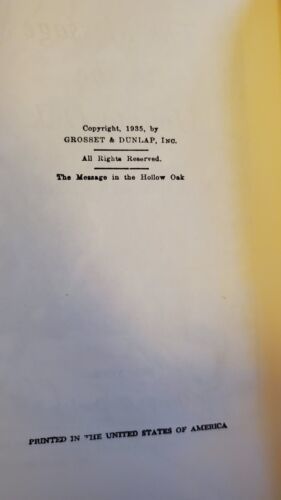 Copyright, 1935, by
GROSSET & DUNLAP, INC.
All Rights Reserved.
The Message in the Hollow Oak
PRINTED IN THE UNITED STATES OF AMERICA